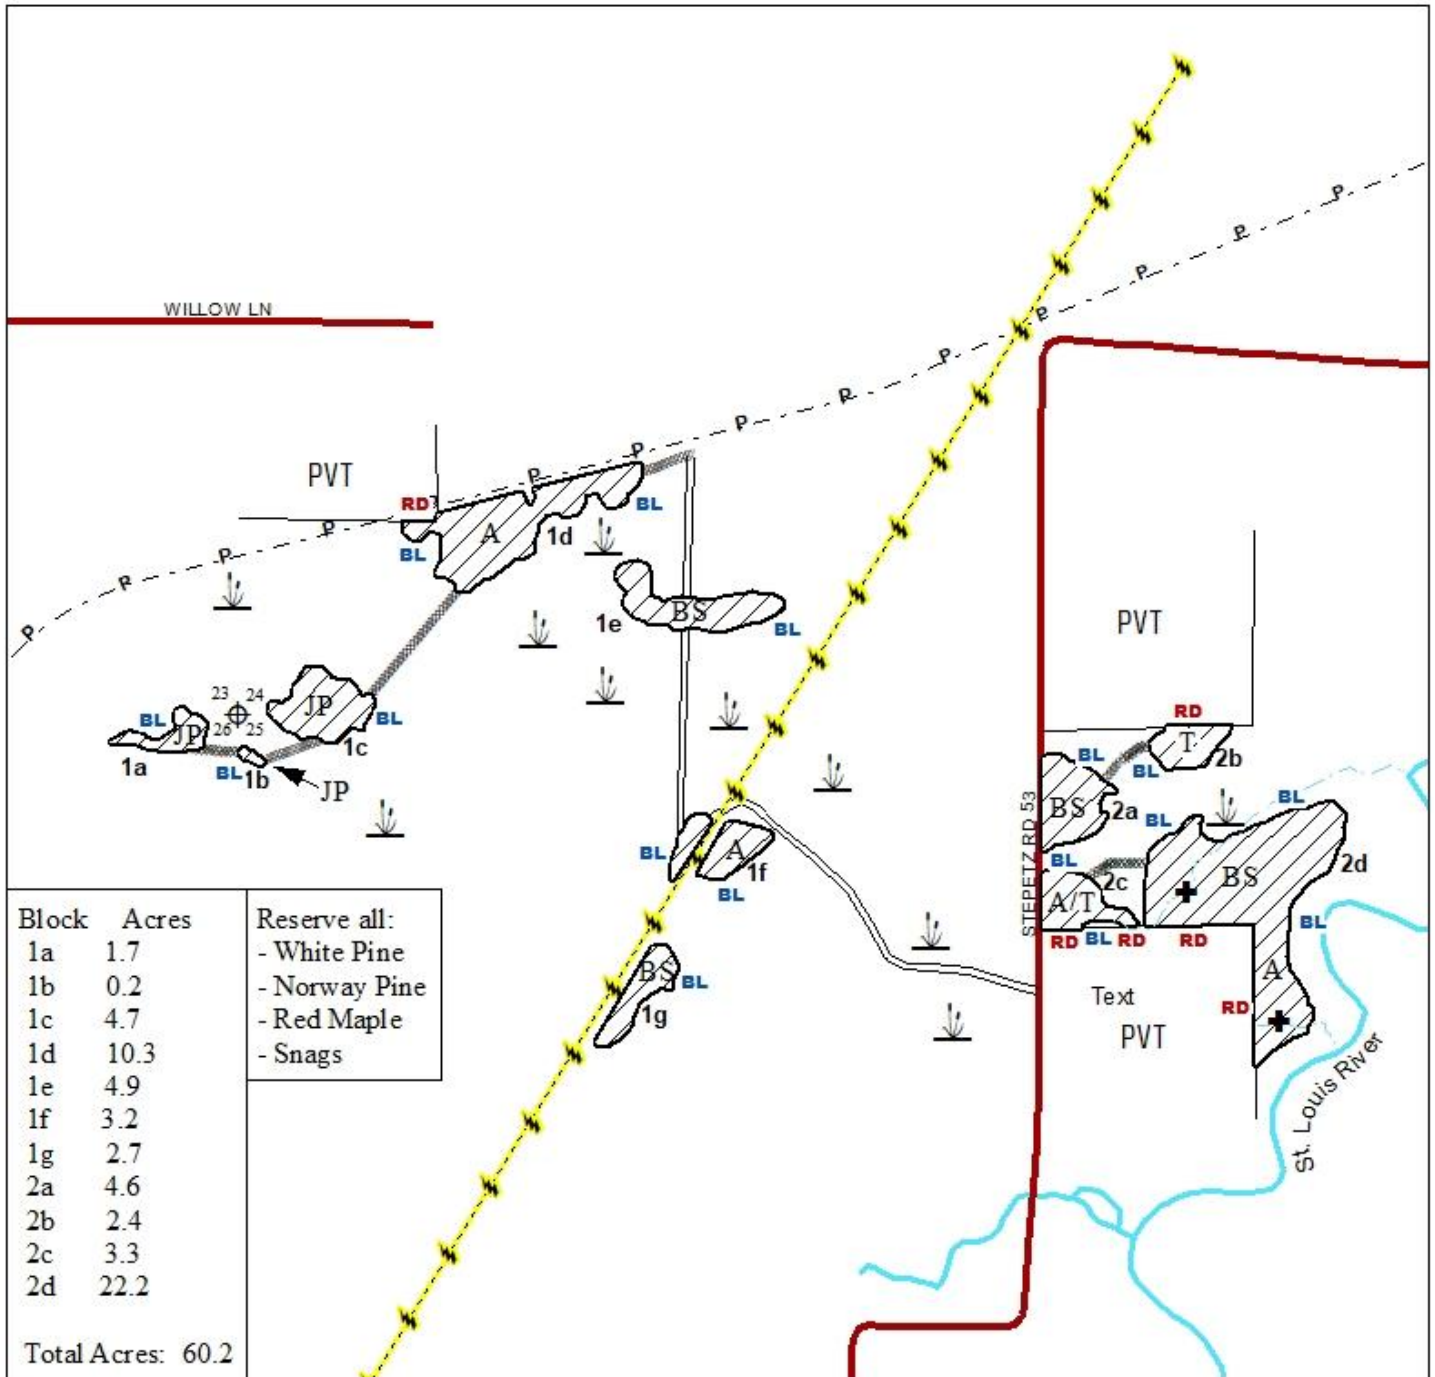 WILLOW LN
P
P
P
P
P
P
P
P
P
P
P
P
P
P
PVT
RD
A
1d
BL
BL
1e
BS
BL
PVT
23 24
26 25
BL
JP
1a
BL
1b
JP
JP
1c
BL
RD
T
2b
BL
BL
BS
2a
BL
BL
STEPETZ RD 53
BL
2c
A/T
RD
BL
RD
RD
BS
2d
BL
A
RD
Text
PVT
St. Louis River
BL
A
1f
BL
BS
BL
1g
Block Acres
1a 1.7
1b 0.2
1c 4.7
1d 10.3
1e 4.9
1f 3.2
1g 2.7
2a 4.6
2b 2.4
2c 3.3
2d 22.2
Total Acres: 60.2
Reserve all:
- White Pine
- Norway Pine
- Red Maple
- Snags